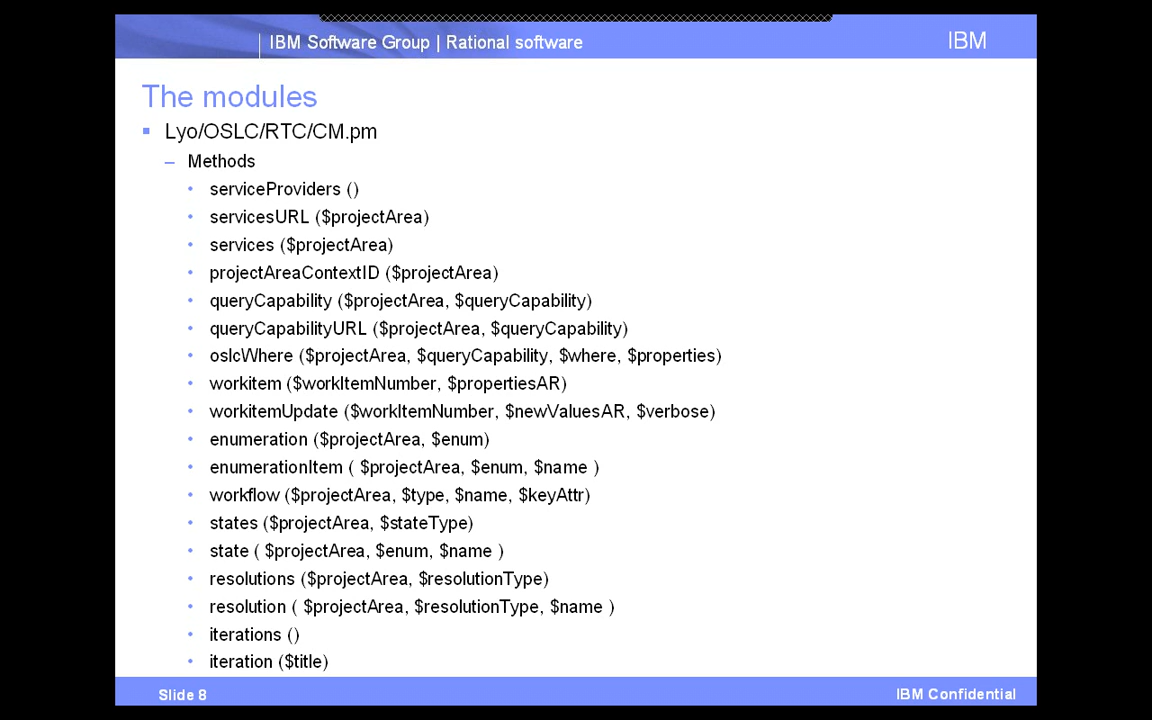 IBM Software Group | Rational software
IBM
The modules
▪ Lyo/OSLC/RTC/CM.pm
– Methods
• serviceProviders ()
• servicesURL ($projectArea)
• services ($projectArea)
• projectAreaContextID ($projectArea)
• queryCapability ($projectArea, $queryCapability)
• queryCapabilityURL ($projectArea, $queryCapability)
• oslcWhere ($projectArea, $queryCapability, $where, $properties)
• workitem ($workItemNumber, $propertiesAR)
• workitemUpdate ($workItemNumber, $newValuesAR, $verbose)
• enumeration ($projectArea, $enum)
• enumerationItem ( $projectArea, $enum, $name )
• workflow ($projectArea, $type, $name, $keyAttr)
• states ($projectArea, $stateType)
• state ( $projectArea, $enum, $name )
• resolutions ($projectArea, $resolutionType)
• resolution ( $projectArea, $resolutionType, $name )
• iterations ()
• iteration ($title)
Slide 8
IBM Confidential